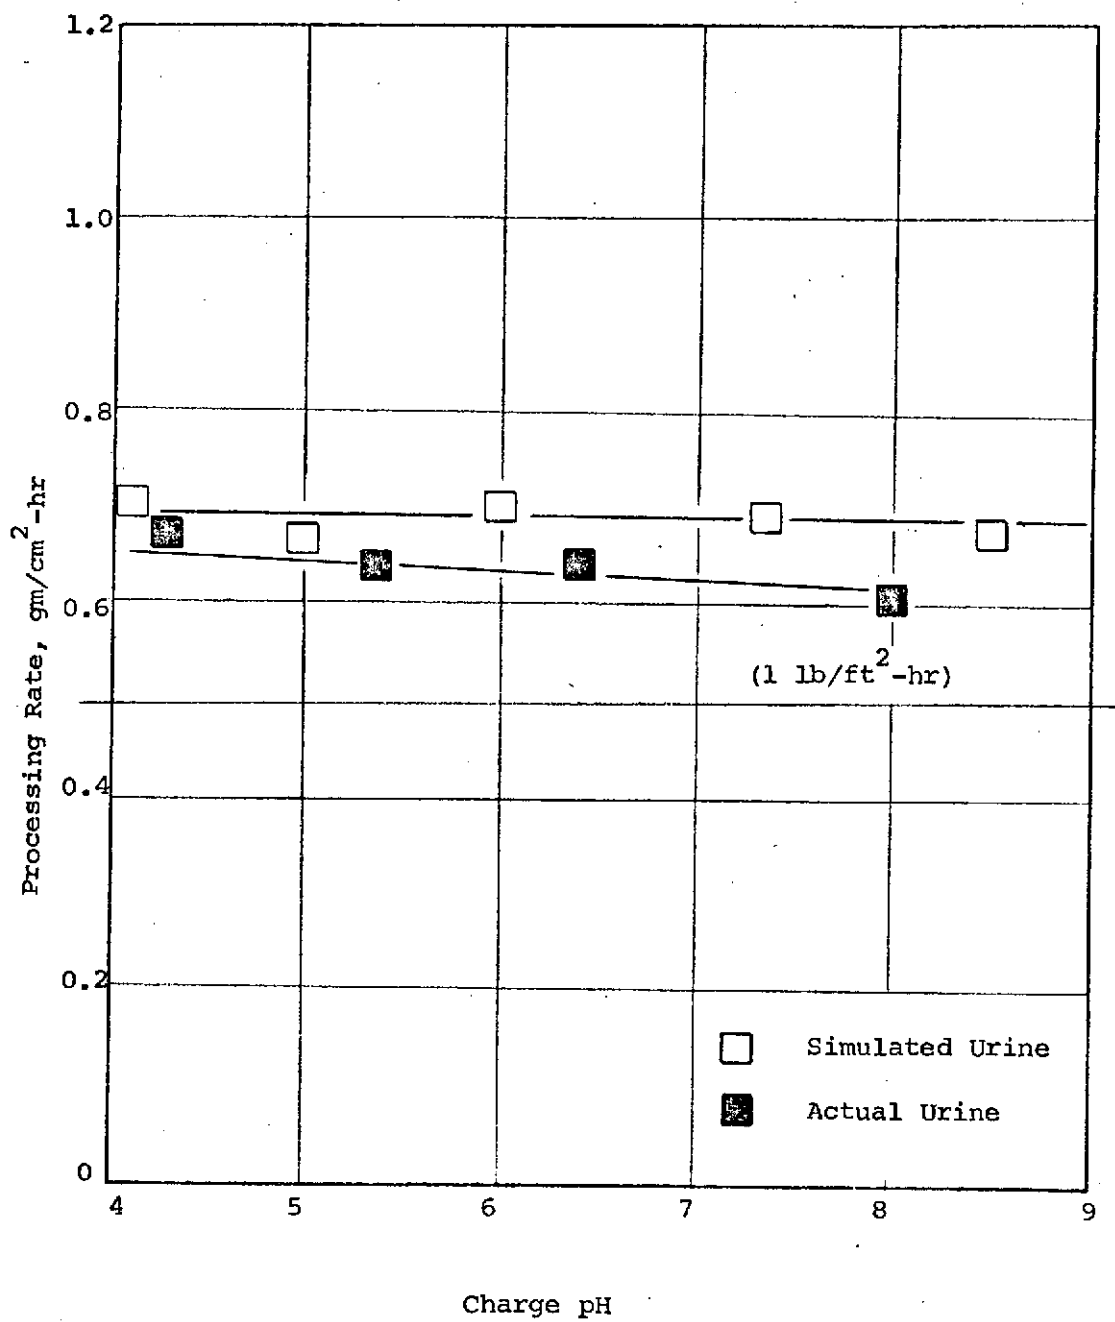 1.2
1.0
0.8
0.6
0.4
0.2
0
Processing Rate, gm/cm2-hr
(1 lb/ft2-hr)
Simulated Urine
Actual Urine
4 5 6 7 8 9
Charge pH